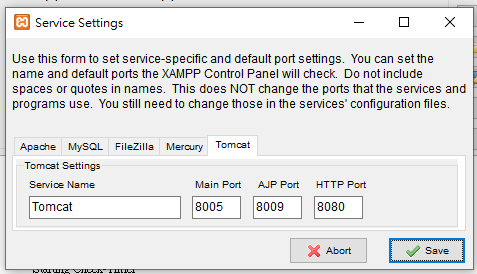 Service Settings
Use this form to set service-specific and default port settings.  You can set the
name and default ports the XAMPP Control Panel will check.  Do not include
spaces or quotes in names.  This does NOT change the ports that the services and
programs use.  You still need to change those in the services' configuration files.
Apache MySQL FileZilla Mercury Tomcat
Tomcat Settings
Service Name Main Port AJP Port HTTP Port
Tomcat 8005 8009 8080
Abort Save
Starting Check-Timer